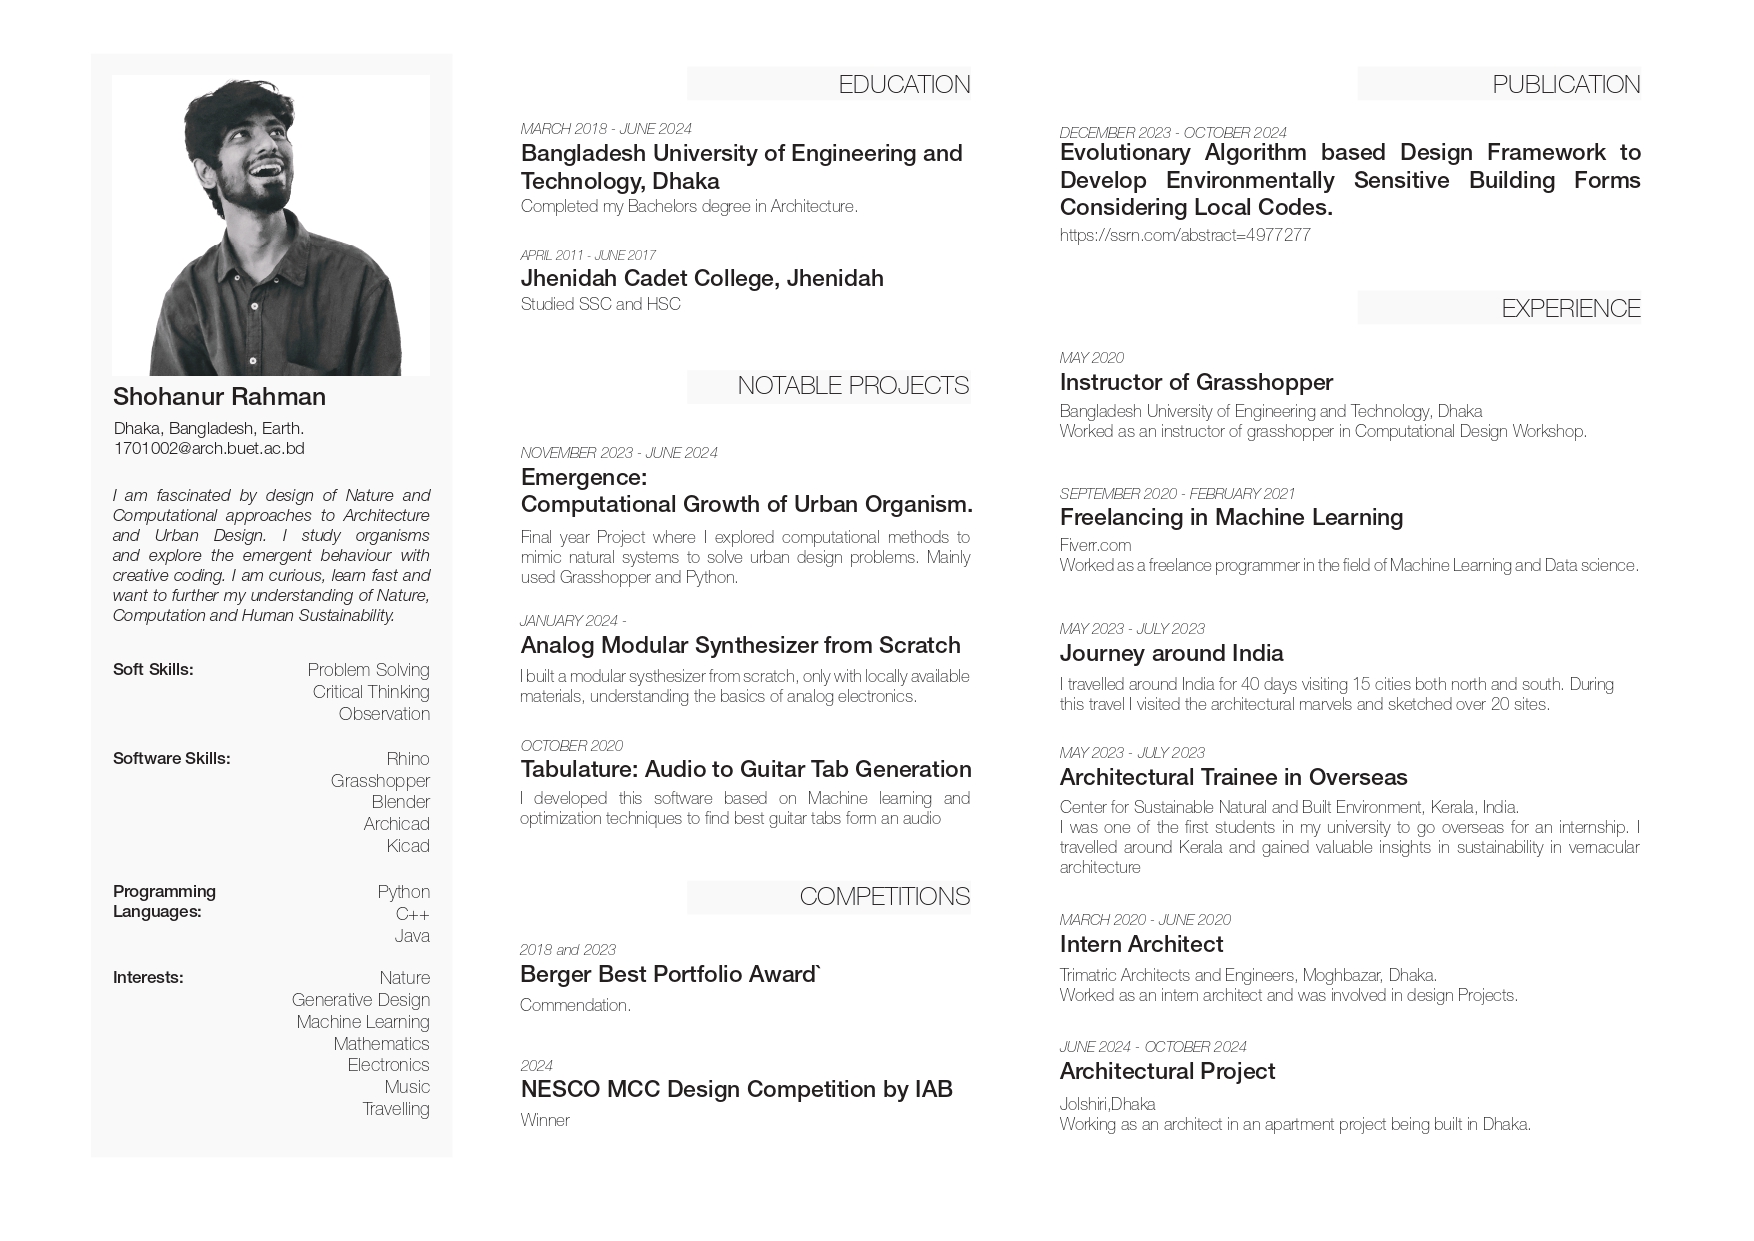 Shohanur Rahman
Dhaka, Bangladesh, Earth.
1701002@arch.buet.ac.bd
I am fascinated by design of Nature and
Computational approaches to Architecture
and Urban Design. I study organisms
and explore the emergent behaviour with
creative coding. I am curious, learn fast and
want to further my understanding of Nature,
Computation and Human Sustainability.
Soft Skills: Problem Solving
Critical Thinking
Observation
Software Skills: Rhino
Grasshopper
Blender
Archicad
Kicad
Programming Python
Languages: C++
Java
Interests: Nature
Generative Design
Machine Learning
Mathematics
Electronics
Music
Travelling
EDUCATION
MARCH 2018 - JUNE 2024
Bangladesh University of Engineering and
Technology, Dhaka
Completed my Bachelors degree in Architecture.
APRIL 2011 - JUNE 2017
Jhenidah Cadet College, Jhenidah
Studied SSC and HSC
NOTABLE PROJECTS
NOVEMBER 2023 - JUNE 2024
Emergence:
Computational Growth of Urban Organism.
Final year Project where I explored computational methods to
mimic natural systems to solve urban design problems. Mainly
used Grasshopper and Python.
JANUARY 2024 -
Analog Modular Synthesizer from Scratch
I built a modular systhesizer from scratch, only with locally available
materials, understanding the basics of analog electronics.
OCTOBER 2020
Tabulature: Audio to Guitar Tab Generation
I developed this software based on Machine learning and
optimization techniques to find best guitar tabs form an audio
COMPETITIONS
2018 and 2023
Berger Best Portfolio Award`
Commendation.
2024
NESCO MCC Design Competition by IAB
Winner
PUBLICATION
DECEMBER 2023 - OCTOBER 2024
Evolutionary Algorithm based Design Framework to
Develop Environmentally Sensitive Building Forms
Considering Local Codes.
https://ssrn.com/abstract=4977277
EXPERIENCE
MAY 2020
Instructor of Grasshopper
Bangladesh University of Engineering and Technology, Dhaka
Worked as an instructor of grasshopper in Computational Design Workshop.
SEPTEMBER 2020 - FEBRUARY 2021
Freelancing in Machine Learning
Fiverr.com
Worked as a freelance programmer in the field of Machine Learning and Data science.
MAY 2023 - JULY 2023
Journey around India
I travelled around India for 40 days visiting 15 cities both north and south. During
this travel I visited the architectural marvels and sketched over 20 sites.
MAY 2023 - JULY 2023
Architectural Trainee in Overseas
Center for Sustainable Natural and Built Environment, Kerala, India.
I was one of the first students in my university to go overseas for an internship. I
travelled around Kerala and gained valuable insights in sustainability in vernacular
architecture
MARCH 2020 - JUNE 2020
Intern Architect
Trimatric Architects and Engineers, Moghbazar, Dhaka.
Worked as an intern architect and was involved in design Projects.
JUNE 2024 - OCTOBER 2024
Architectural Project
Jolshiri,Dhaka
Working as an architect in an apartment project being built in Dhaka.